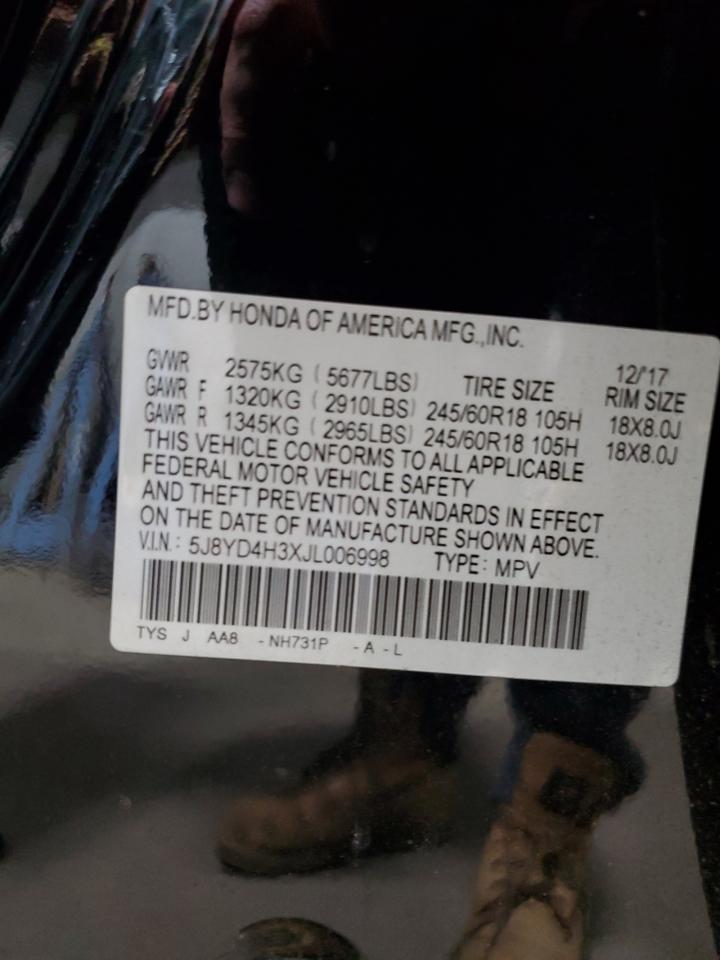 MFD.BY HONDA OF AMERICA MFG.,INC.
12/'17
GVWR 2575KG ( 5677LBS) TIRE SIZE RIM SIZE
GAWR F 1320KG ( 2910LBS) 245/60R18 105H 18X8.0J
GAWR R 1345KG ( 2965LBS) 245/60R18 105H 18X8.0J
THIS VEHICLE CONFORMS TO ALL APPLICABLE
FEDERAL MOTOR VEHICLE SAFETY
AND THEFT PREVENTION STANDARDS IN EFFECT
ON THE DATE OF MANUFACTURE SHOWN ABOVE.
V.I.N.: 5J8YD4H3XJL006998 TYPE: MPV
TYS J AA8 -NH731P -A -L